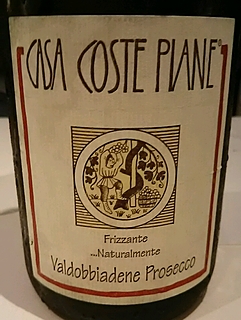 CASA COSTE PIANE®
Frizzante
...Naturalmente
Valdobbiadene Prosecco